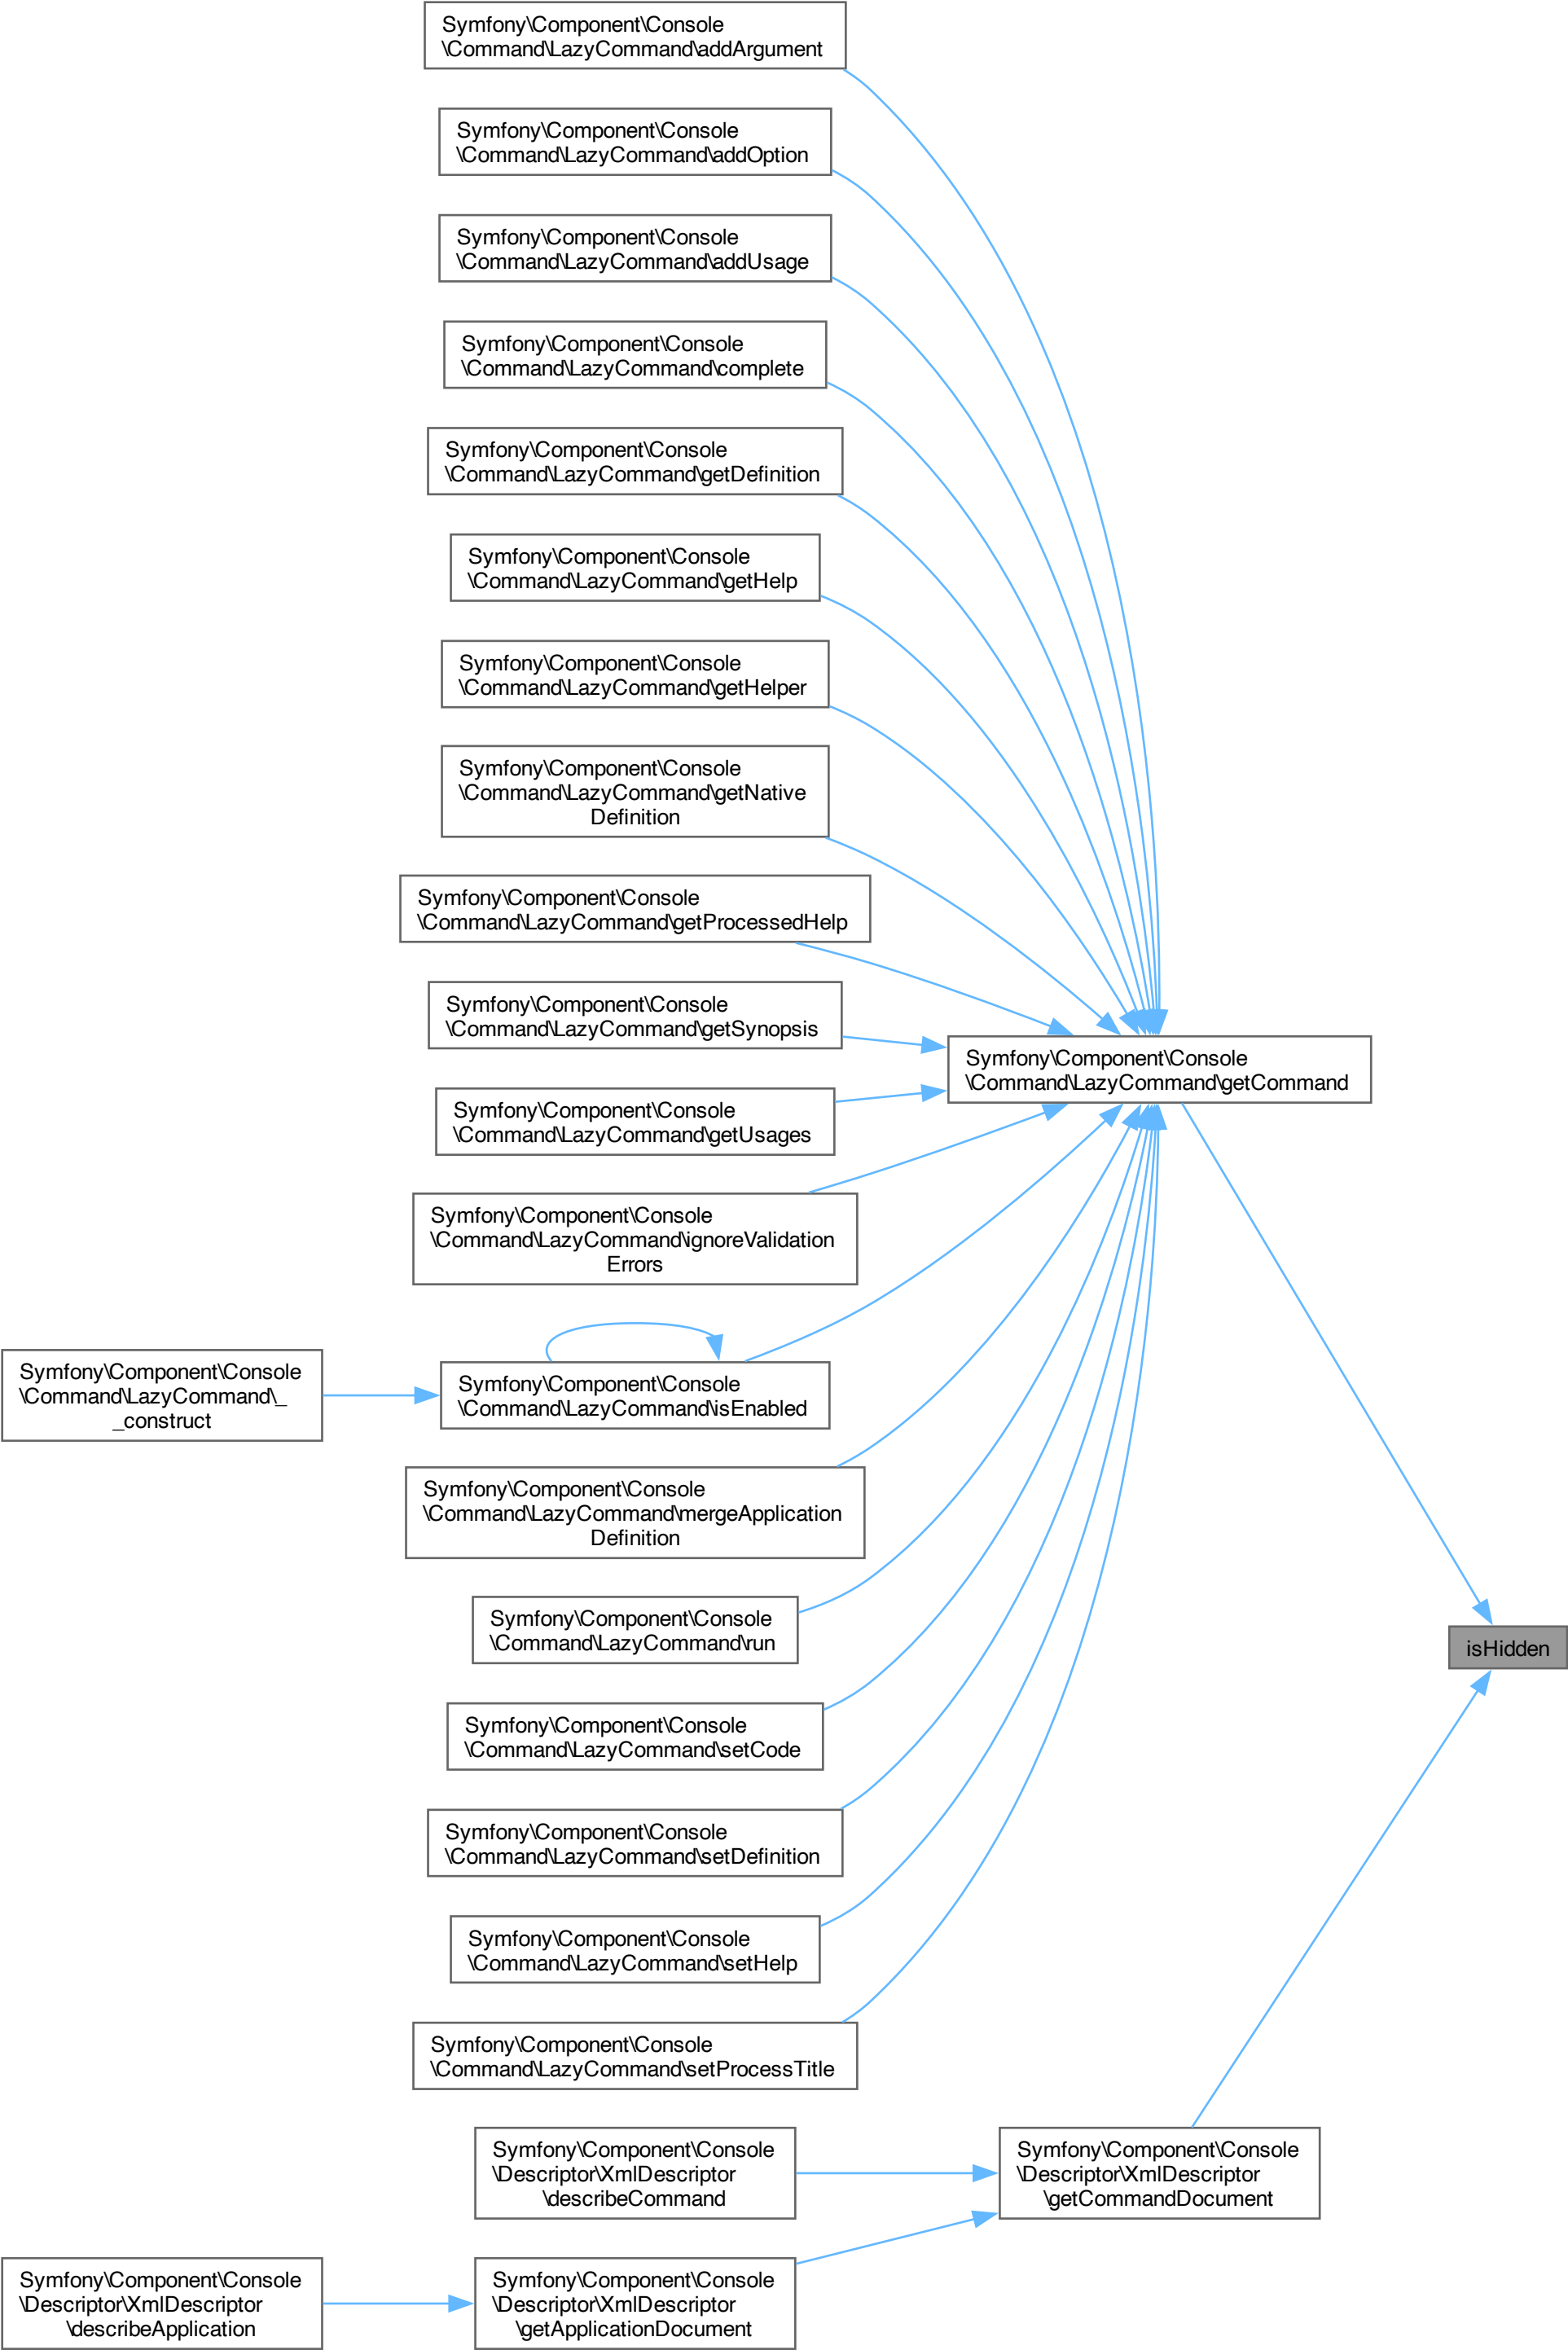 Symfony\Component\Console
\Command\LazyCommand\addArgument
Symfony\Component\Console
\Command\LazyCommand\addOption
Symfony\Component\Console
\Command\LazyCommand\addUsage
Symfony\Component\Console
\Command\LazyCommand\complete
Symfony\Component\Console
\Command\LazyCommand\getDefinition
Symfony\Component\Console
\Command\LazyCommand\getHelp
Symfony\Component\Console
\Command\LazyCommand\getHelper
Symfony\Component\Console
\Command\LazyCommand\getNative
Definition
Symfony\Component\Console
\Command\LazyCommand\getProcessedHelp
Symfony\Component\Console
\Command\LazyCommand\getSynopsis
Symfony\Component\Console
\Command\LazyCommand\getCommand
Symfony\Component\Console
\Command\LazyCommand\getUsages
Symfony\Component\Console
\Command\LazyCommand\ignoreValidation
Errors
Symfony\Component\Console
\Command\LazyCommand\_
_construct
Symfony\Component\Console
\Command\LazyCommand\isEnabled
Symfony\Component\Console
\Command\LazyCommand\mergeApplication
Definition
Symfony\Component\Console
\Command\LazyCommand\run
isHidden
Symfony\Component\Console
\Command\LazyCommand\setCode
Symfony\Component\Console
\Command\LazyCommand\setDefinition
Symfony\Component\Console
\Command\LazyCommand\setHelp
Symfony\Component\Console
\Command\LazyCommand\setProcessTitle
Symfony\Component\Console
\Descriptor\XmlDescriptor
\describeCommand
Symfony\Component\Console
\Descriptor\XmlDescriptor
\getCommandDocument
Symfony\Component\Console
\Descriptor\XmlDescriptor
\describeApplication
Symfony\Component\Console
\Descriptor\XmlDescriptor
\getApplicationDocument